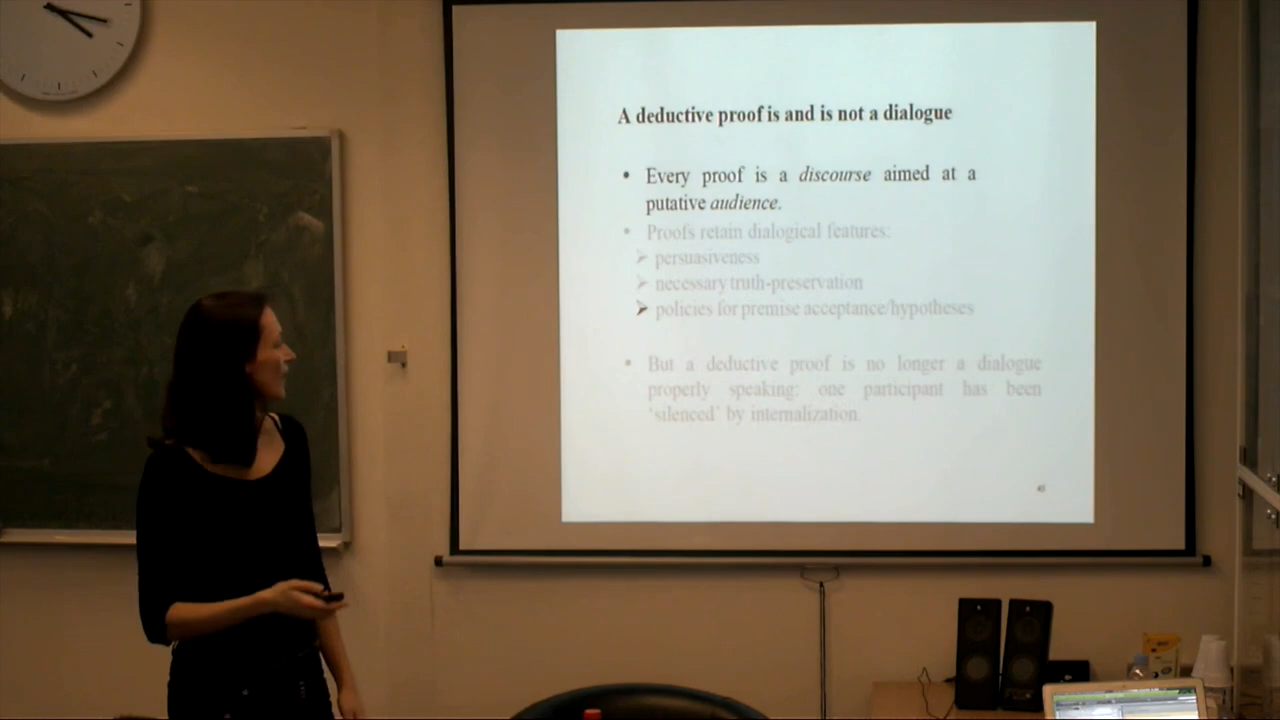 A deductive proof is and is not a dialogue
• Every proof is a discourse aimed at a
putative audience.
• Proofs retain dialogical features:
➢ persuasiveness
➢ necessary truth-preservation
➢ policies for premise acceptance/hypotheses
• But a deductive proof is no longer a dialogue
properly speaking: one participant has been
‘silenced’ by internalization.